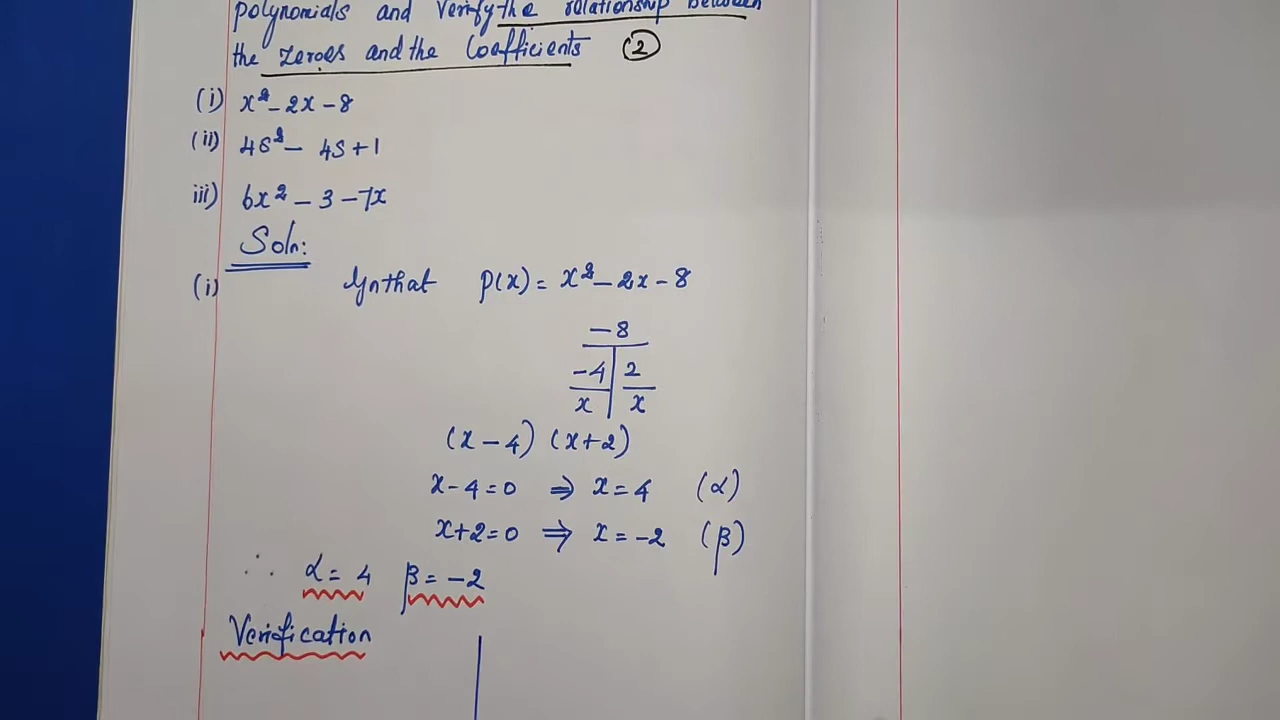 polynomials and verify the relationship between
the zeroes and the Coefficients (2)
(i) x² - 2x - 8
(ii) 4s² - 4s + 1
iii) 6x² - 3 - 7x
Soln:
(i) Gn that p(x) = x² - 2x - 8
-8
-4 | 2
x | x
(x - 4) (x + 2)
x - 4 = 0 ⇒ x = 4 (α)
x + 2 = 0 ⇒ x = -2 (β)
∴ α = 4 β = -2
Verification